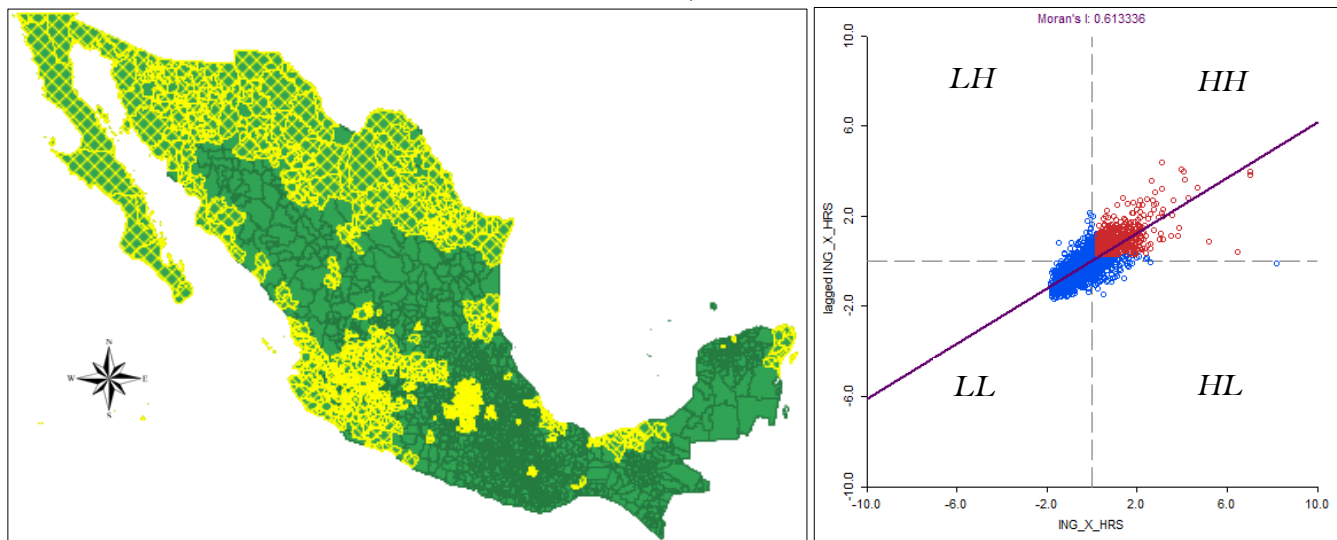 N
W E
S
Moran's I: 0.613336
LH HH
LL HL
10.0
6.0
2.0
-2.0
-6.0
-10.0
lagged ING_X_HRS
-10.0 -6.0 -2.0 2.0 6.0 10.0
ING_X_HRS